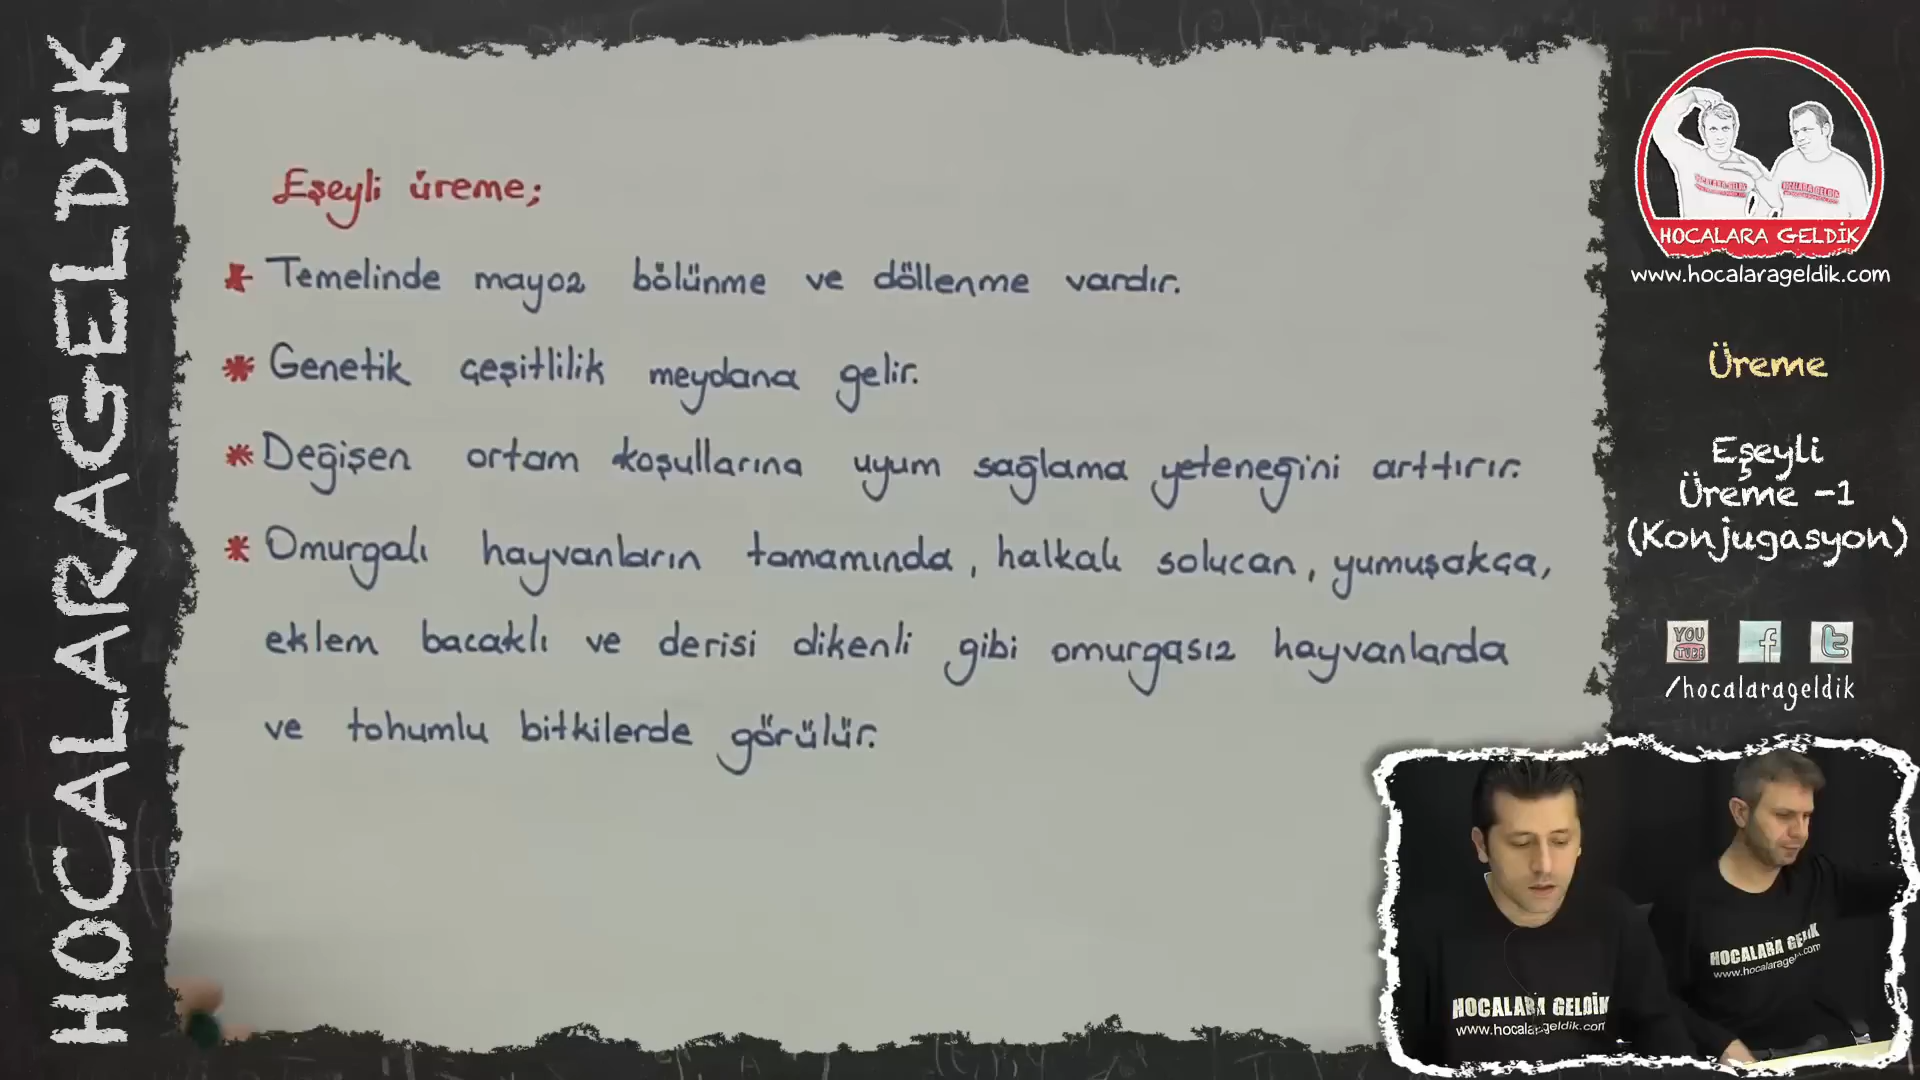 HOCALARAGELDİK
Eşeyli üreme;
* Temelinde mayoz bölünme ve döllenme vardır.
* Genetik çeşitlilik meydana gelir.
* Değişen ortam koşullarına uyum sağlama yeteneğini arttırır.
* Omurgalı hayvanların tamamında, halkalı solucan, yumuşakça,
eklem bacaklı ve derisi dikenli gibi omurgasız hayvanlarda
ve tohumlu bitkilerde görülür.
HOCALARA GELDİK
www.hocalarageldik.com
Üreme
Eşeyli
Üreme -1
(Konjugasyon)
YOU TUBE f t
/hocalarageldik
HOCALARA GELDİK
www.hocalarageldik.com
HOCALARA GELDİK
www.hocalarageldik.com